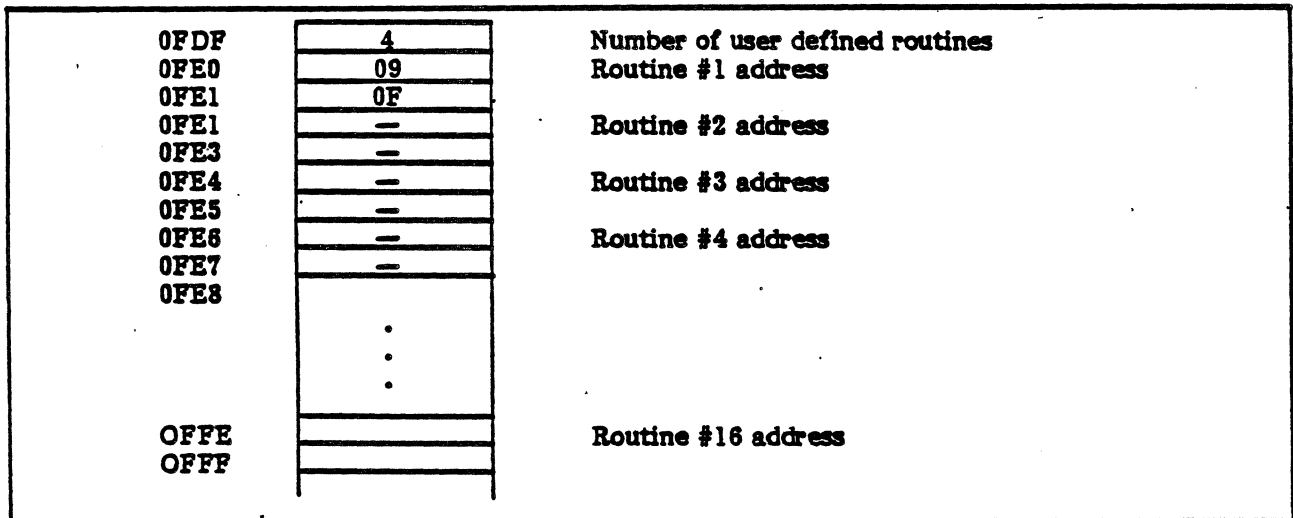 0FDF 4 Number of user defined routines
0FE0 09 Routine #1 address
0FE1 0F
0FE1 — Routine #2 address
0FE3 —
0FE4 — Routine #3 address
0FE5 —
0FE6 — Routine #4 address
0FE7 —
0FE8
.
.
.
OFFE Routine #16 address
OFFF